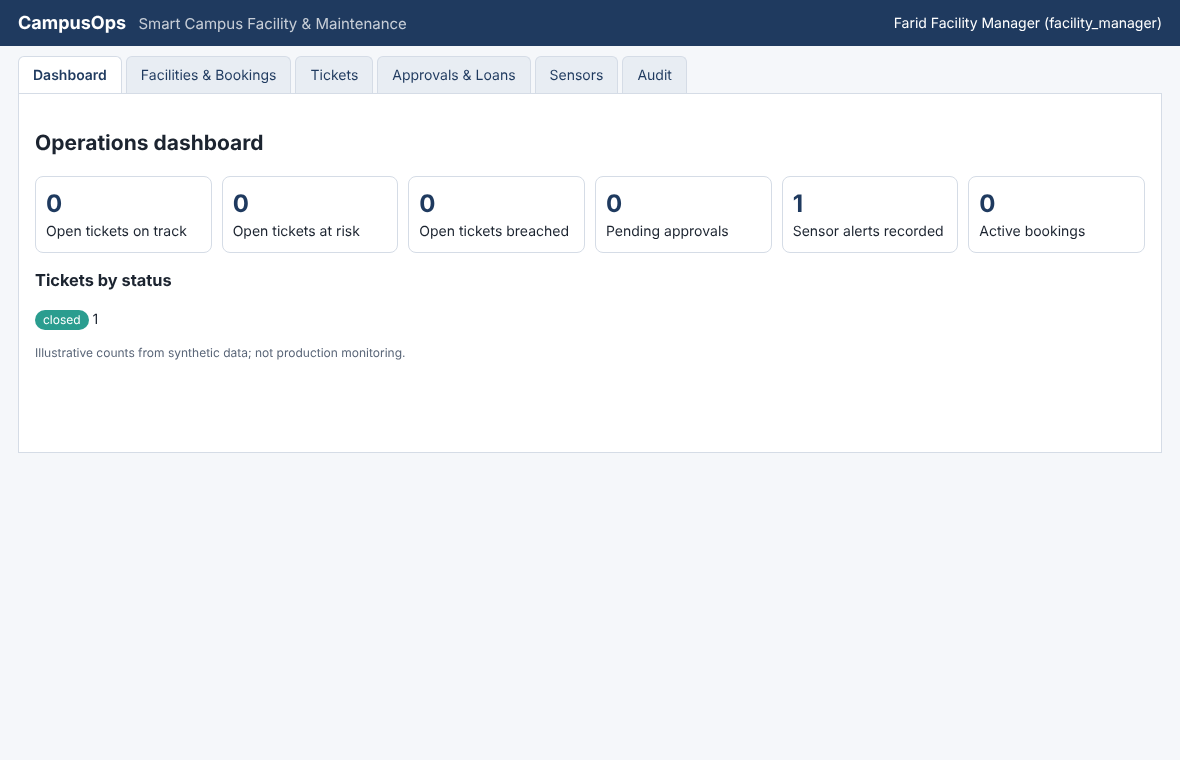 CampusOps Smart Campus Facility & Maintenance Farid Facility Manager (facility_manager)
Dashboard Facilities & Bookings Tickets Approvals & Loans Sensors Audit
Operations dashboard
0 0 0 0 1 0
Open tickets on track Open tickets at risk Open tickets breached Pending approvals Sensor alerts recorded Active bookings
Tickets by status
closed 1
Illustrative counts from synthetic data; not production monitoring.